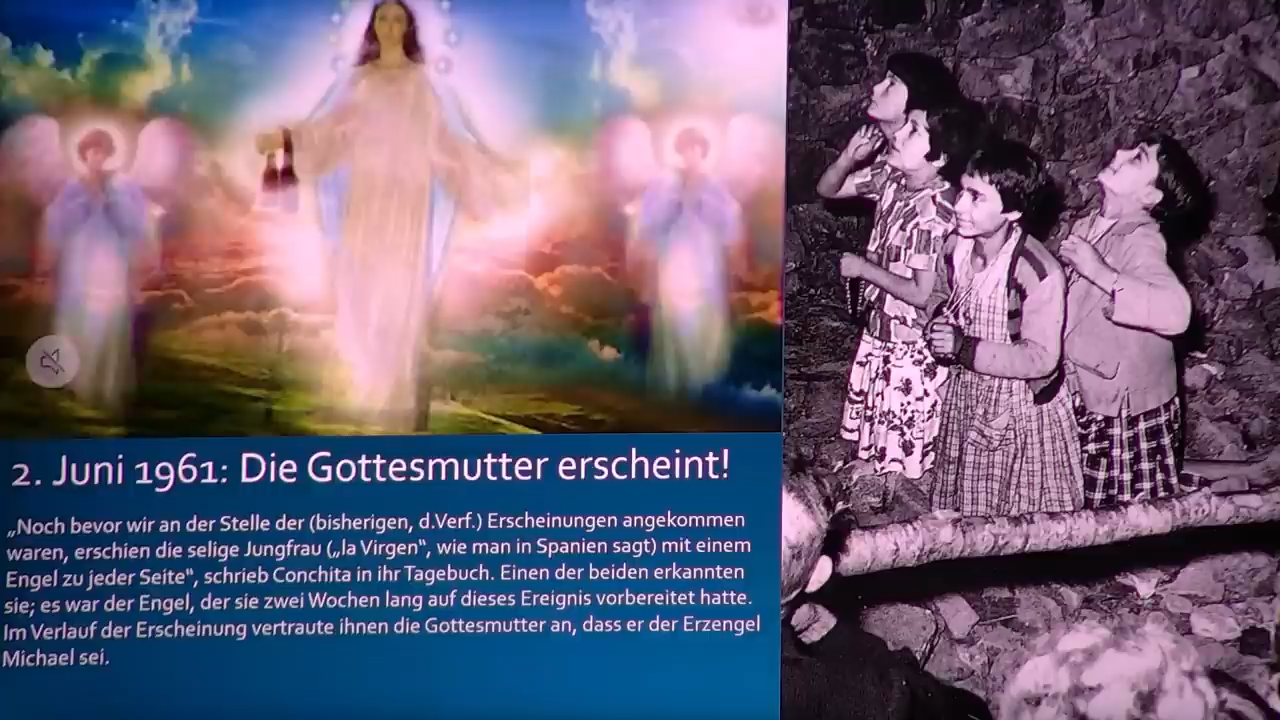 2. Juni 1961: Die Gottesmutter erscheint!
„Noch bevor wir an der Stelle der (bisherigen, d.Verf.) Erscheinungen angekommen
waren, erschien die selige Jungfrau („la Virgen“, wie man in Spanien sagt) mit einem
Engel zu jeder Seite“, schrieb Conchita in ihr Tagebuch. Einen der beiden erkannten
sie; es war der Engel, der sie zwei Wochen lang auf dieses Ereignis vorbereitet hatte.
Im Verlauf der Erscheinung vertraute ihnen die Gottesmutter an, dass er der Erzengel
Michael sei.